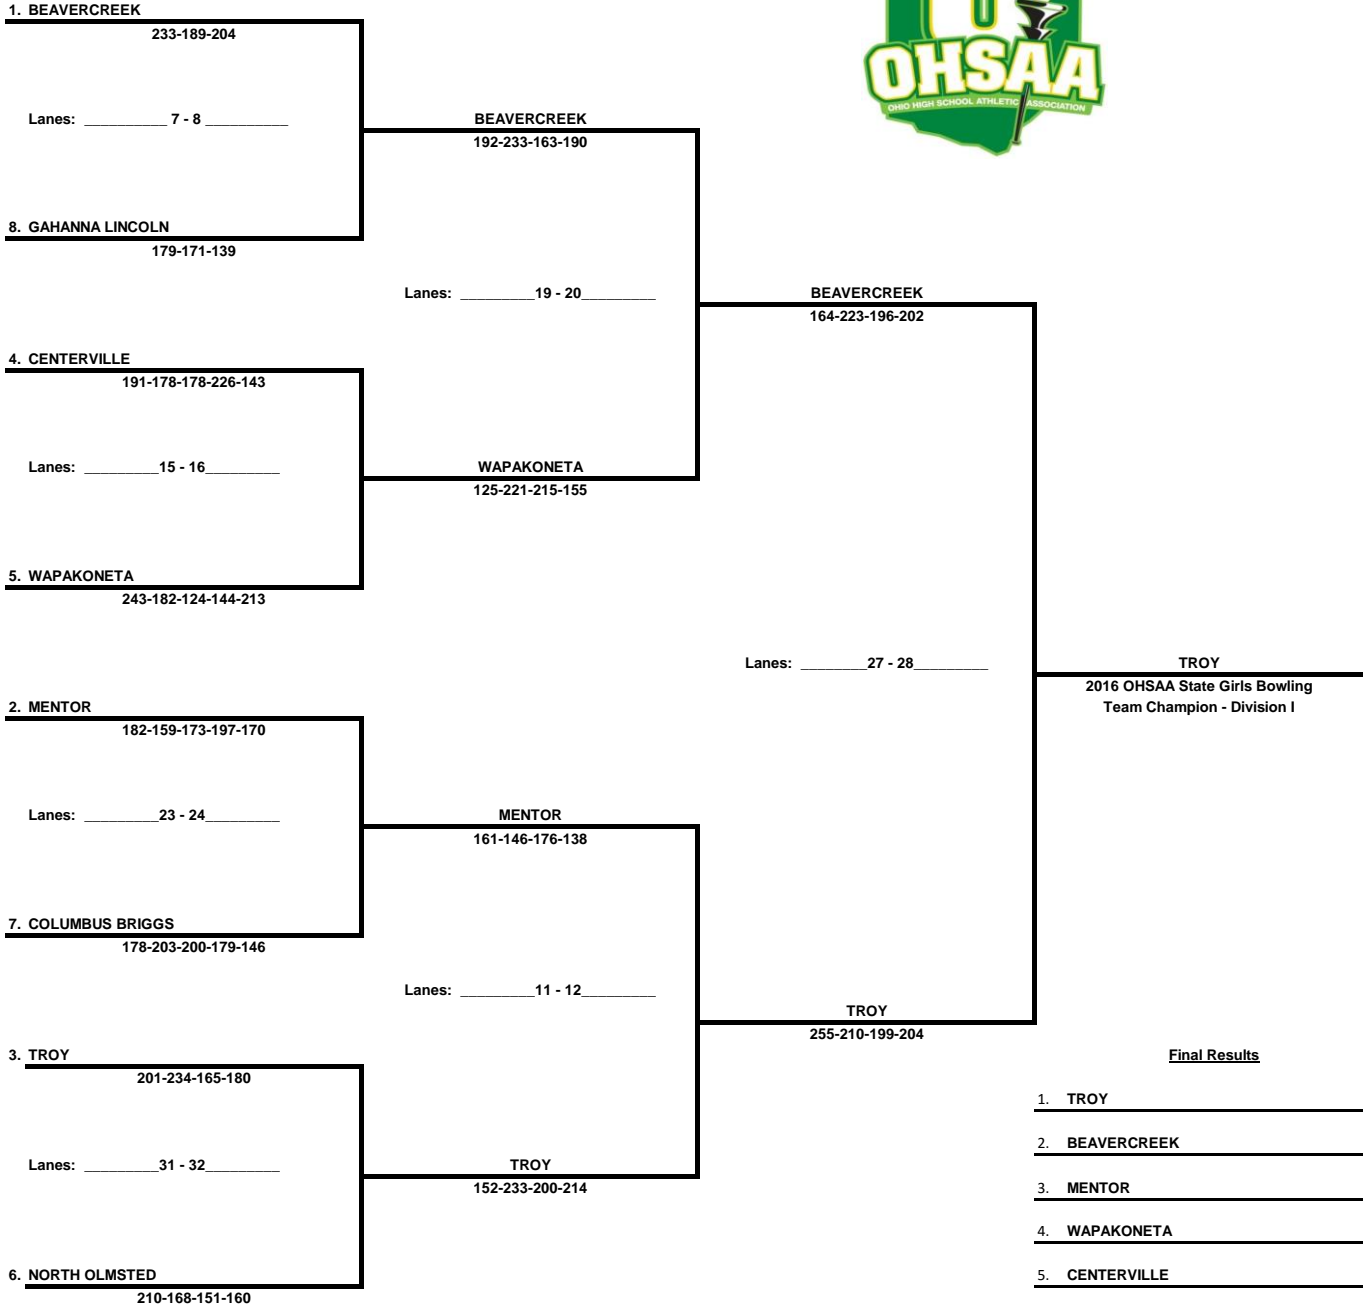 1. BEAVERCREEK
233-189-204
OHSAA
OHIO HIGH SCHOOL ATHLETIC ASSOCIATION
Lanes: __________ 7 - 8 __________
BEAVERCREEK
192-233-163-190
8. GAHANNA LINCOLN
179-171-139
Lanes: _________19 - 20_________
BEAVERCREEK
164-223-196-202
4. CENTERVILLE
191-178-178-226-143
Lanes: _________15 - 16_________
WAPAKONETA
125-221-215-155
5. WAPAKONETA
243-182-124-144-213
Lanes: ________27 - 28_________
TROY
2016 OHSAA State Girls Bowling
Team Champion - Division I
2. MENTOR
182-159-173-197-170
Lanes: _________23 - 24_________
MENTOR
161-146-176-138
7. COLUMBUS BRIGGS
178-203-200-179-146
Lanes: _________11 - 12_________
TROY
255-210-199-204
3. TROY
201-234-165-180
Lanes: _________31 - 32_________
TROY
152-233-200-214
6. NORTH OLMSTED
210-168-151-160
Final Results
1. TROY
2. BEAVERCREEK
3. MENTOR
4. WAPAKONETA
5. CENTERVILLE